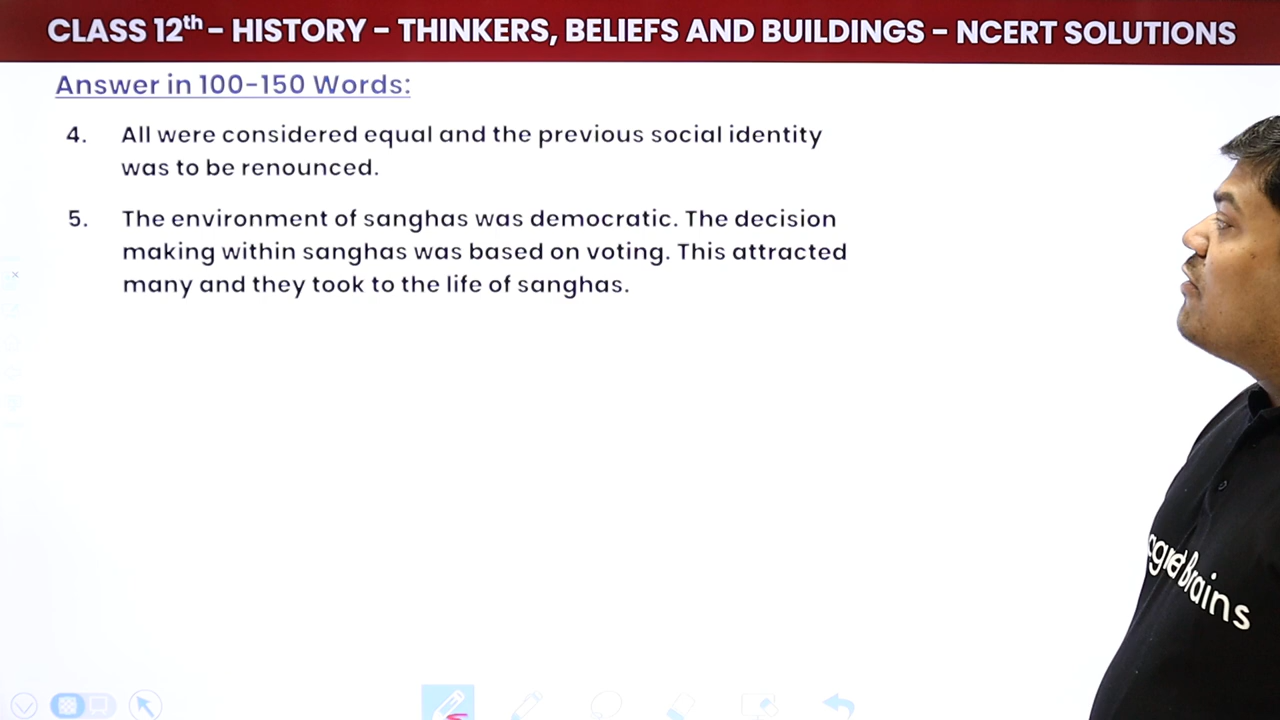 CLASS 12th – HISTORY – THINKERS, BELIEFS AND BUILDINGS – NCERT SOLUTIONS
Answer in 100-150 Words:
4. All were considered equal and the previous social identity
was to be renounced.
5. The environment of sanghas was democratic. The decision
making within sanghas was based on voting. This attracted
many and they took to the life of sanghas.
Brains